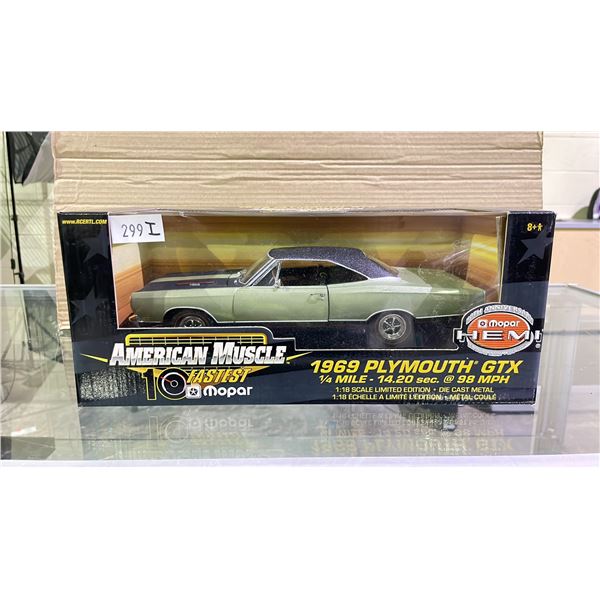 www.RCERTL.COM
299 I
8+
40TH ANNIVERSARY
mopar
HEMI
AMERICAN MUSCLE
10 FASTEST
mopar
1969 PLYMOUTH® GTX
1/4 MILE - 14.20 sec. @ 98 MPH
1:18 SCALE LIMITED EDITION • DIE CAST METAL
1:18 ÉCHELLE A LIMITÉ L'ÉDITION • MÉTAL COULÉ